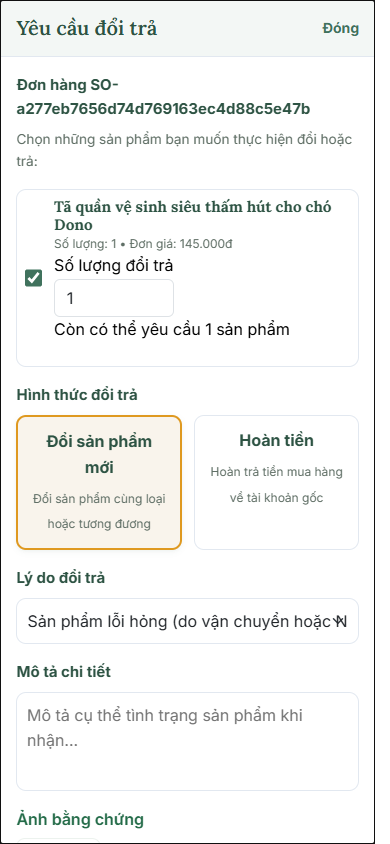 Yêu cầu đổi trả
Đóng
Đơn hàng SO-
a277eb7656d74d769163ec4d88c5e47b
Chọn những sản phẩm bạn muốn thực hiện đổi hoặc
trả:
Tã quần vệ sinh siêu thấm hút cho chó
Dono
Số lượng: 1 • Đơn giá: 145.000đ
Số lượng đổi trả
1
Còn có thể yêu cầu 1 sản phẩm
Hình thức đổi trả
Đổi sản phẩm
mới
Đổi sản phẩm cùng loại
hoặc tương đương
Hoàn tiền
Hoàn trả tiền mua hàng
về tài khoản gốc
Lý do đổi trả
Sản phẩm lỗi hỏng (do vận chuyển hoặc N
Mô tả chi tiết
Mô tả cụ thể tình trạng sản phẩm khi
nhận...
Ảnh bằng chứng